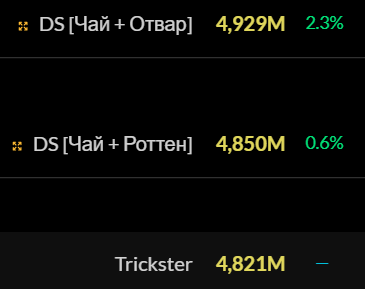 DS [Чай + Отвар] 4,929M 2.3%
DS [Чай + Роттен] 4,850M 0.6%
Trickster 4,821M —